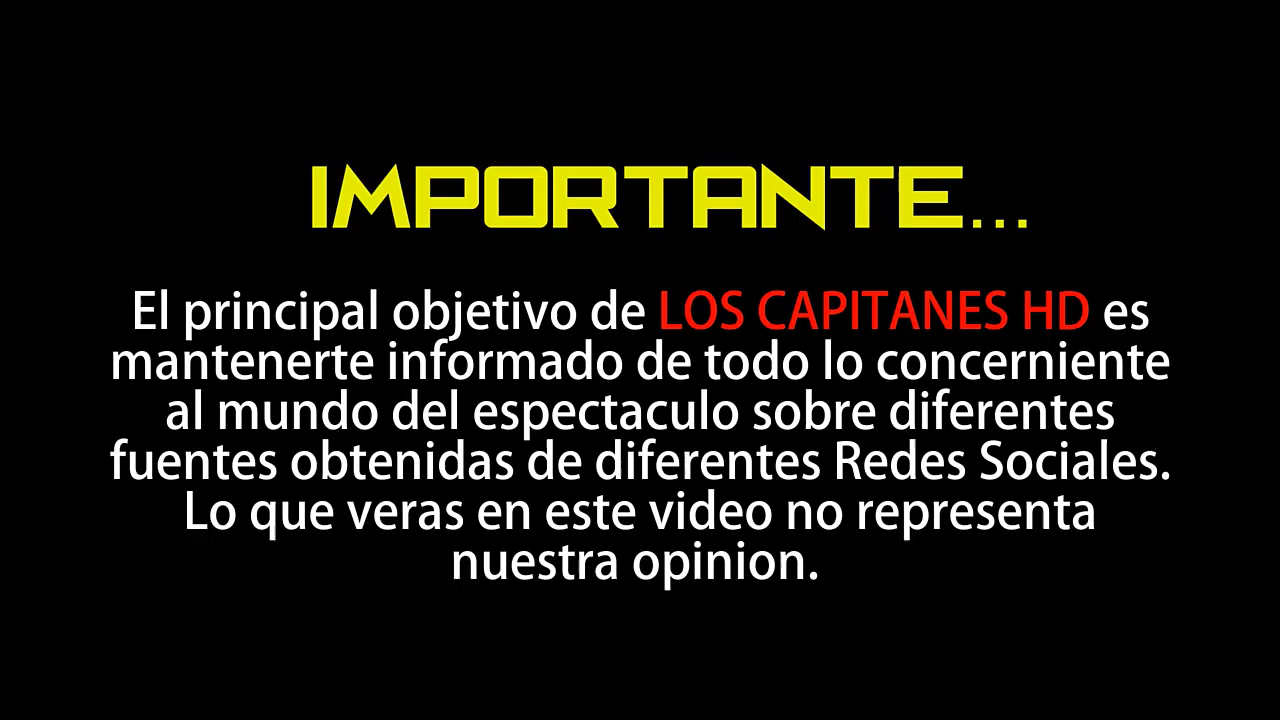 IMPORTANTE...
El principal objetivo de LOS CAPITANES HD es
mantenerte informado de todo lo concerniente
al mundo del espectaculo sobre diferentes
fuentes obtenidas de diferentes Redes Sociales.
Lo que veras en este video no representa
nuestra opinion.